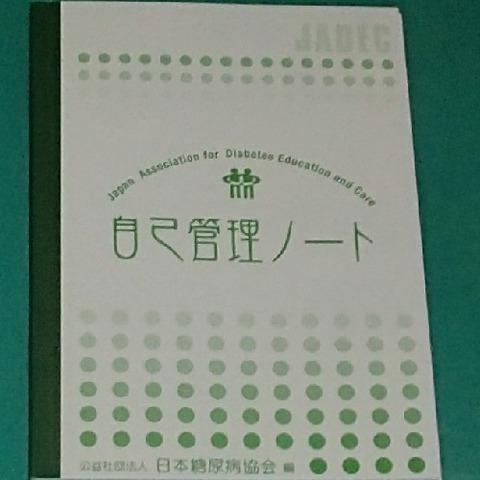 JADEC
Japan Association for Diabetes Education and Care
自己管理ノート
公益社団法人 日本糖尿病協会 編